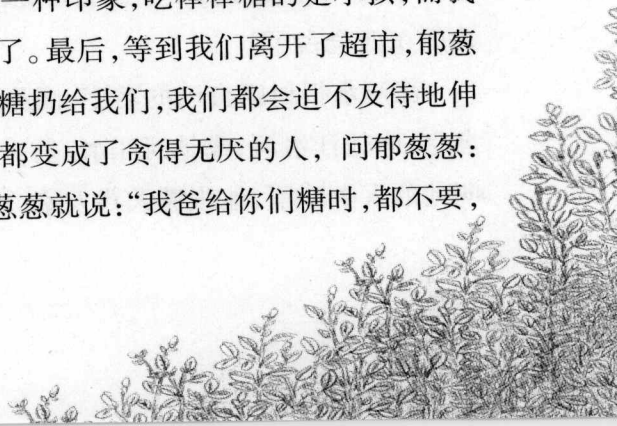 一种印象,吃棒棒糖的是小孩,而我
了。最后,等到我们离开了超市,郁葱
糖扔给我们,我们都会迫不及待地伸
都变成了贪得无厌的人, 问郁葱葱:
葱葱就说:“我爸给你们糖时,都不要,